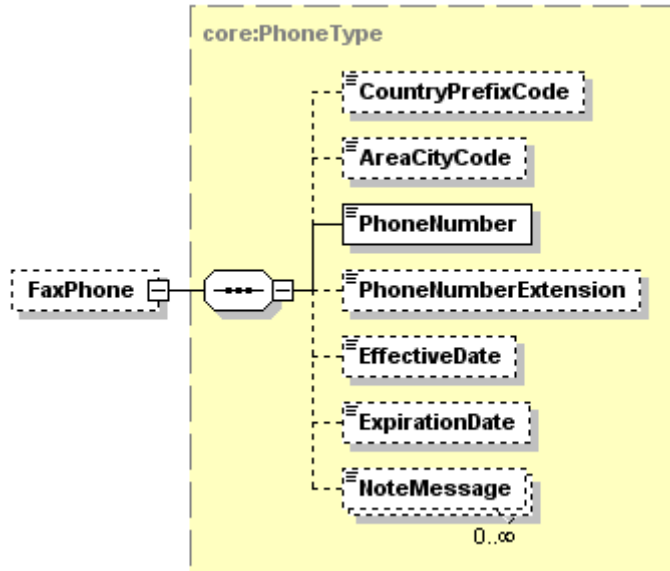 core:PhoneType
CountryPrefixCode
AreaCityCode
PhoneNumber
FaxPhone
PhoneNumberExtension
EffectiveDate
ExpirationDate
NoteMessage
0..∞